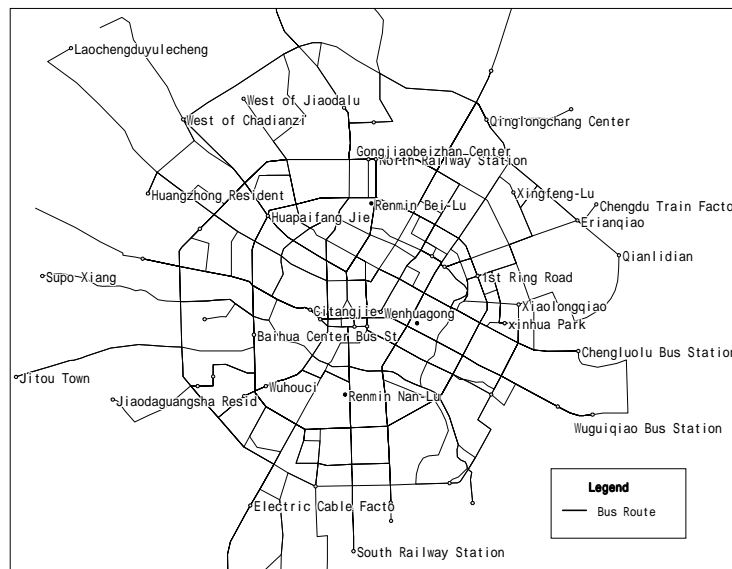 Laochengduyulecheng
West of Jiaodalu
West of Chadianzi
Qinglongchang Center
Gongjiaobeizhan Center
North Railway Station
Huangzhong Resident
Xingfeng-Lu
Renmin Bei-Lu
Chengdu Train Facto
Huapaifang Jie
Erianqiao
Qianlidian
Supo Xiang
1st Ring Road
Citangjie
Wenhuagong
Xiaolongqiao
xinhua Park
Baihua Center Bus St
Chengluolu Bus Station
Jitou Town
Wuhouci
Jiaodaguangsha Resid
Renmin Nan-Lu
Wuguiqiao Bus Station
Legend
Bus Route
Electric Cable Facto
South Railway Station